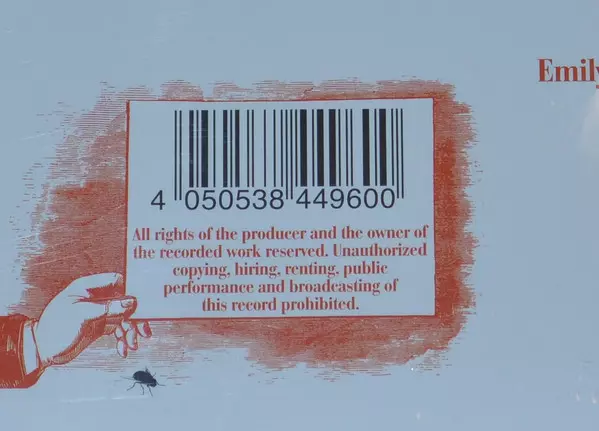 Emily
4 050538 449600
All rights of the producer and the owner of
the recorded work reserved. Unauthorized
copying, hiring, renting, public
performance and broadcasting of
this record prohibited.